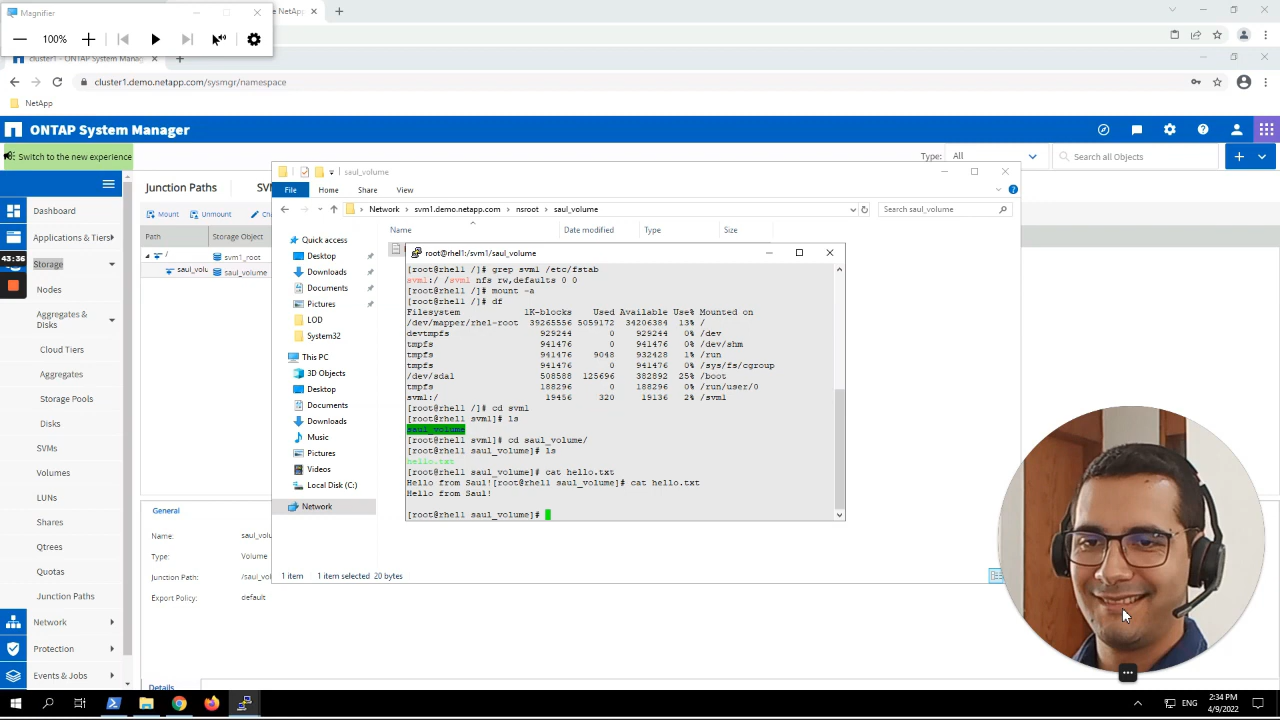 Magnifier
100%
e NetApp
cluster1 - ONTAP System Manag
cluster1.demo.netapp.com/sysmgr/namespace
NetApp
ONTAP System Manager
Switch to the new experience
Type: All
Search all Objects
Junction Paths
SV
Mount
Unmount
Path
Storage Object
/
svm1_root
saul_volu
saul_volume
43:36
Dashboard
Applications & Tiers
Storage
Nodes
Aggregates &
Disks
Cloud Tiers
Aggregates
Storage Pools
Disks
SVMs
Volumes
LUNs
Shares
Qtrees
Quotas
Junction Paths
Network
Protection
Events & Jobs
General
Name: saul_volu
Type: Volume
Junction Path: /saul_vol
Export Policy: default
Details
saul_volume
File
Home
Share
View
Network
svm1.demo.netapp.com
nsroot
saul_volume
Search saul_volume
Name
Date modified
Type
Size
Quick access
Desktop
Downloads
Documents
Pictures
LOD
System32
This PC
3D Objects
Desktop
Documents
Downloads
Music
Pictures
Videos
Local Disk (C:)
Network
1 item
1 item selected 20 bytes
root@rhel1:/svm1/saul_volume
[root@rhel1 /]# grep svm1 /etc/fstab
svm1:/ /svm1 nfs rw,defaults 0 0
[root@rhel1 /]# mount -a
[root@rhel1 /]# df
Filesystem 1K-blocks Used Available Use% Mounted on
/dev/mapper/rhel-root 39265556 5059172 34206384 13% /
devtmpfs 929244 0 929244 0% /dev
tmpfs 941476 0 941476 0% /dev/shm
tmpfs 941476 9048 932428 1% /run
tmpfs 941476 0 941476 0% /sys/fs/cgroup
/dev/sda1 508588 125696 382892 25% /boot
tmpfs 188296 0 188296 0% /run/user/0
svm1:/ 19456 320 19136 2% /svm1
[root@rhel1 /]# cd svm1
[root@rhel1 svm1]# ls
saul_volume
[root@rhel1 svm1]# cd saul_volume/
[root@rhel1 saul_volume]# ls
hello.txt
[root@rhel1 saul_volume]# cat hello.txt
Hello from Saul![root@rhel1 saul_volume]# cat hello.txt
Hello from Saul!
[root@rhel1 saul_volume]#
ENG
2:34 PM
4/9/2022